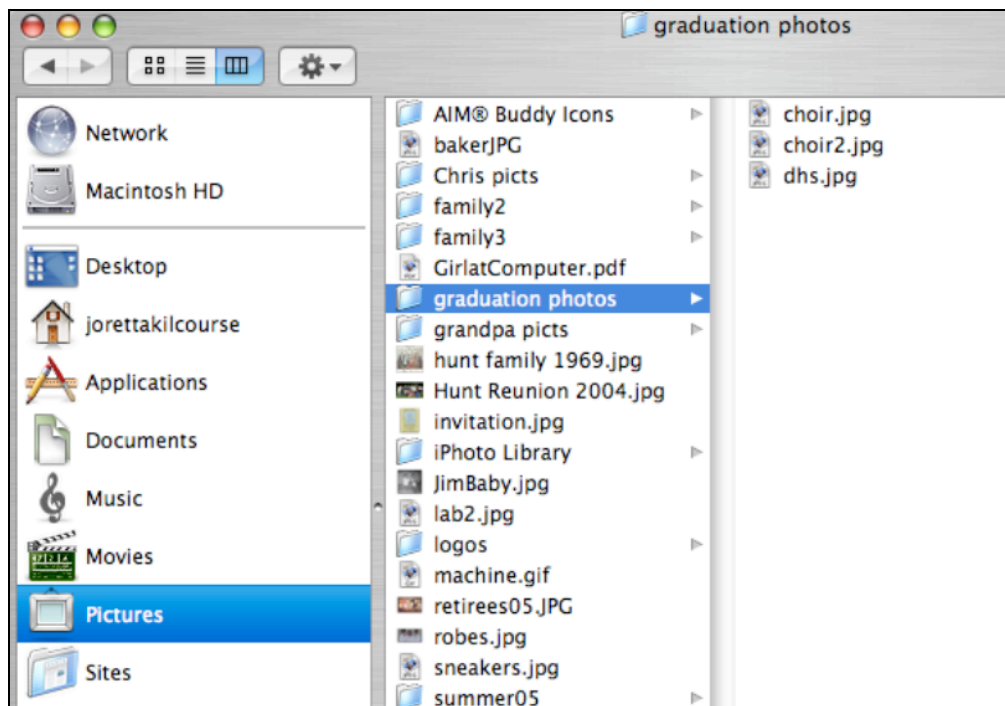 graduation photos
Network
Macintosh HD
Desktop
jorettakilcourse
Applications
Documents
Music
Movies
Pictures
Sites
AIM® Buddy Icons
bakerJPG
Chris picts
family2
family3
GirlatComputer.pdf
graduation photos
grandpa picts
hunt family 1969.jpg
Hunt Reunion 2004.jpg
invitation.jpg
iPhoto Library
JimBaby.jpg
lab2.jpg
logos
machine.gif
retirees05.JPG
robes.jpg
sneakers.jpg
summer05
choir.jpg
choir2.jpg
dhs.jpg